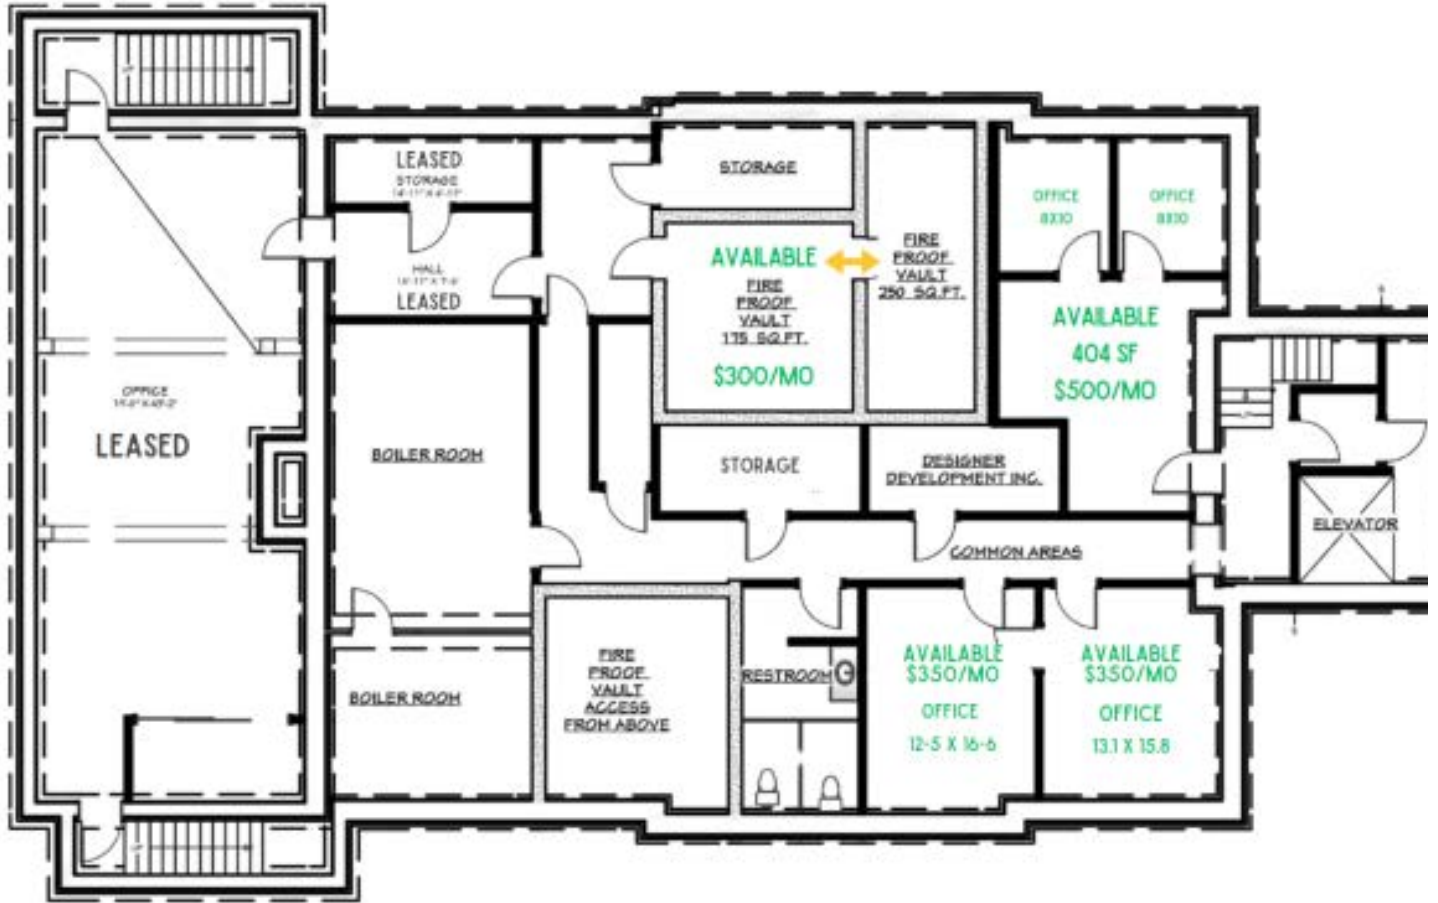 LEASED
STORAGE
STORAGE
OFFICE
8X10
OFFICE
8X10
HALL
LEASED
AVAILABLE
FIRE
PROOF
VAULT
175 SQ.FT.
$300/MO
FIRE
PROOF
VAULT
250 SQ.FT.
AVAILABLE
404 SF
$500/MO
OFFICE
LEASED
BOILER ROOM
STORAGE
DESIGNER
DEVELOPMENT INC.
ELEVATOR
COMMON AREAS
BOILER ROOM
FIRE
PROOF
VAULT
ACCESS
FROM ABOVE
RESTROOM
AVAILABLE
$350/MO
OFFICE
12-5 X 16-6
AVAILABLE
$350/MO
OFFICE
13.1 X 15.8